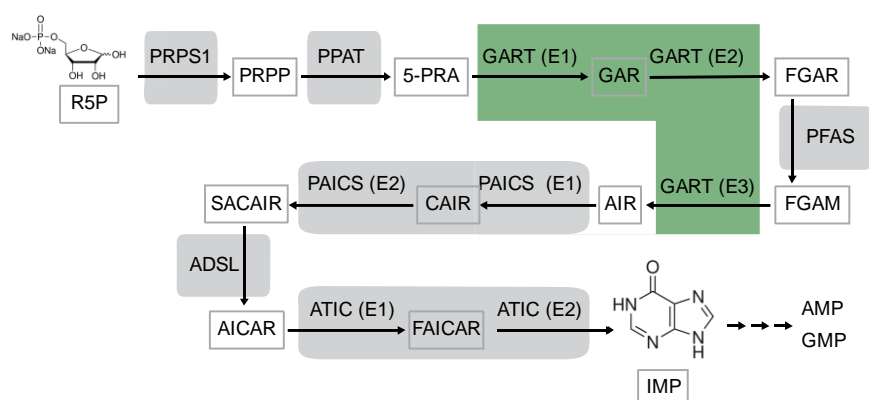 PRPS1 PPAT GART (E1) GART (E2)
R5P PRPP 5-PRA GAR FGAR
O
NaO P O
O O OH
Na
OH OH
PFAS
PAICS (E2) PAICS (E1) GART (E3)
SACAIR CAIR AIR FGAM
ADSL
ATIC (E1) ATIC (E2)
AICAR FAICAR
O
HN N
N N
H
IMP
AMP
GMP